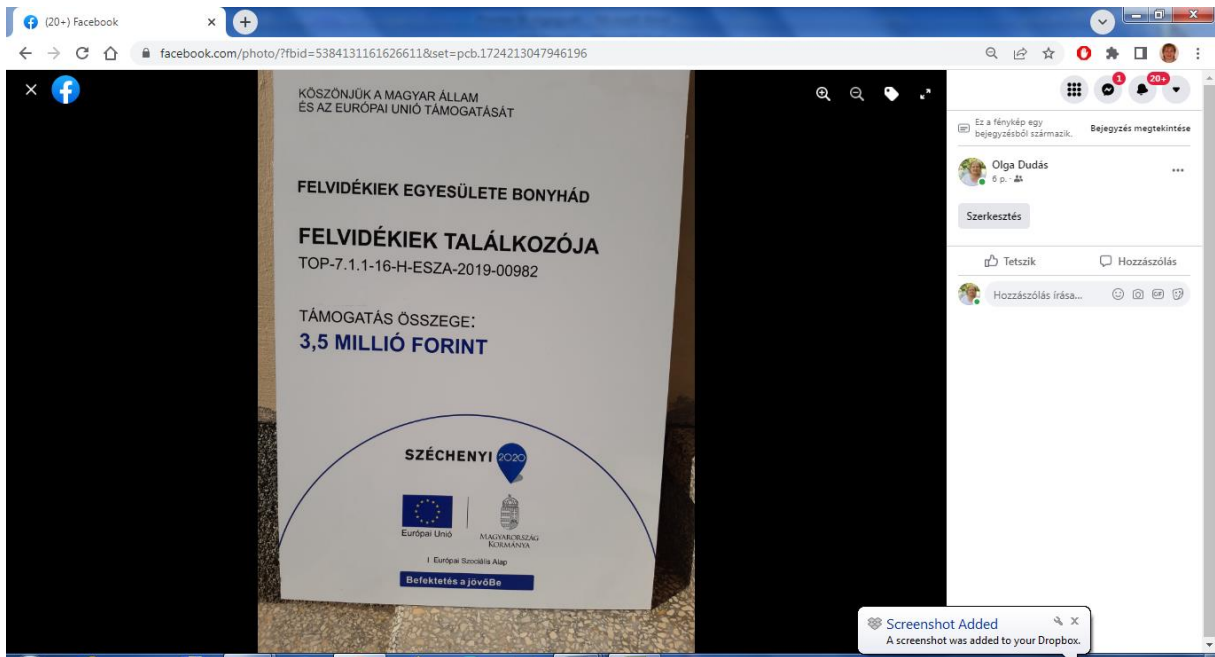 (20+) Facebook
facebook.com/photo/?fbid=5384131161626611&set=pcb.1724213047946196
KÖSZÖNJÜK A MAGYAR ÁLLAM
ÉS AZ EURÓPAI UNIÓ TÁMOGATÁSÁT
FELVIDÉKIEK EGYESÜLETE BONYHÁD
FELVIDÉKIEK TALÁLKOZÓJA
TOP-7.1.1-16-H-ESZA-2019-00982
TÁMOGATÁS ÖSSZEGE:
3,5 MILLIÓ FORINT
SZÉCHENYI 2020
Európai Unió
MAGYARORSZÁG
KORMÁNYA
Európai Szociális Alap
Befektetés a jövőBe
1
20+
Ez a fénykép egy
bejegyzésből származik.
Bejegyzés megtekintése
Olga Dudás
6 p.
Szerkesztés
Tetszik
Hozzászólás
Hozzászólás írása...
GIF
Screenshot Added
A screenshot was added to your Dropbox.